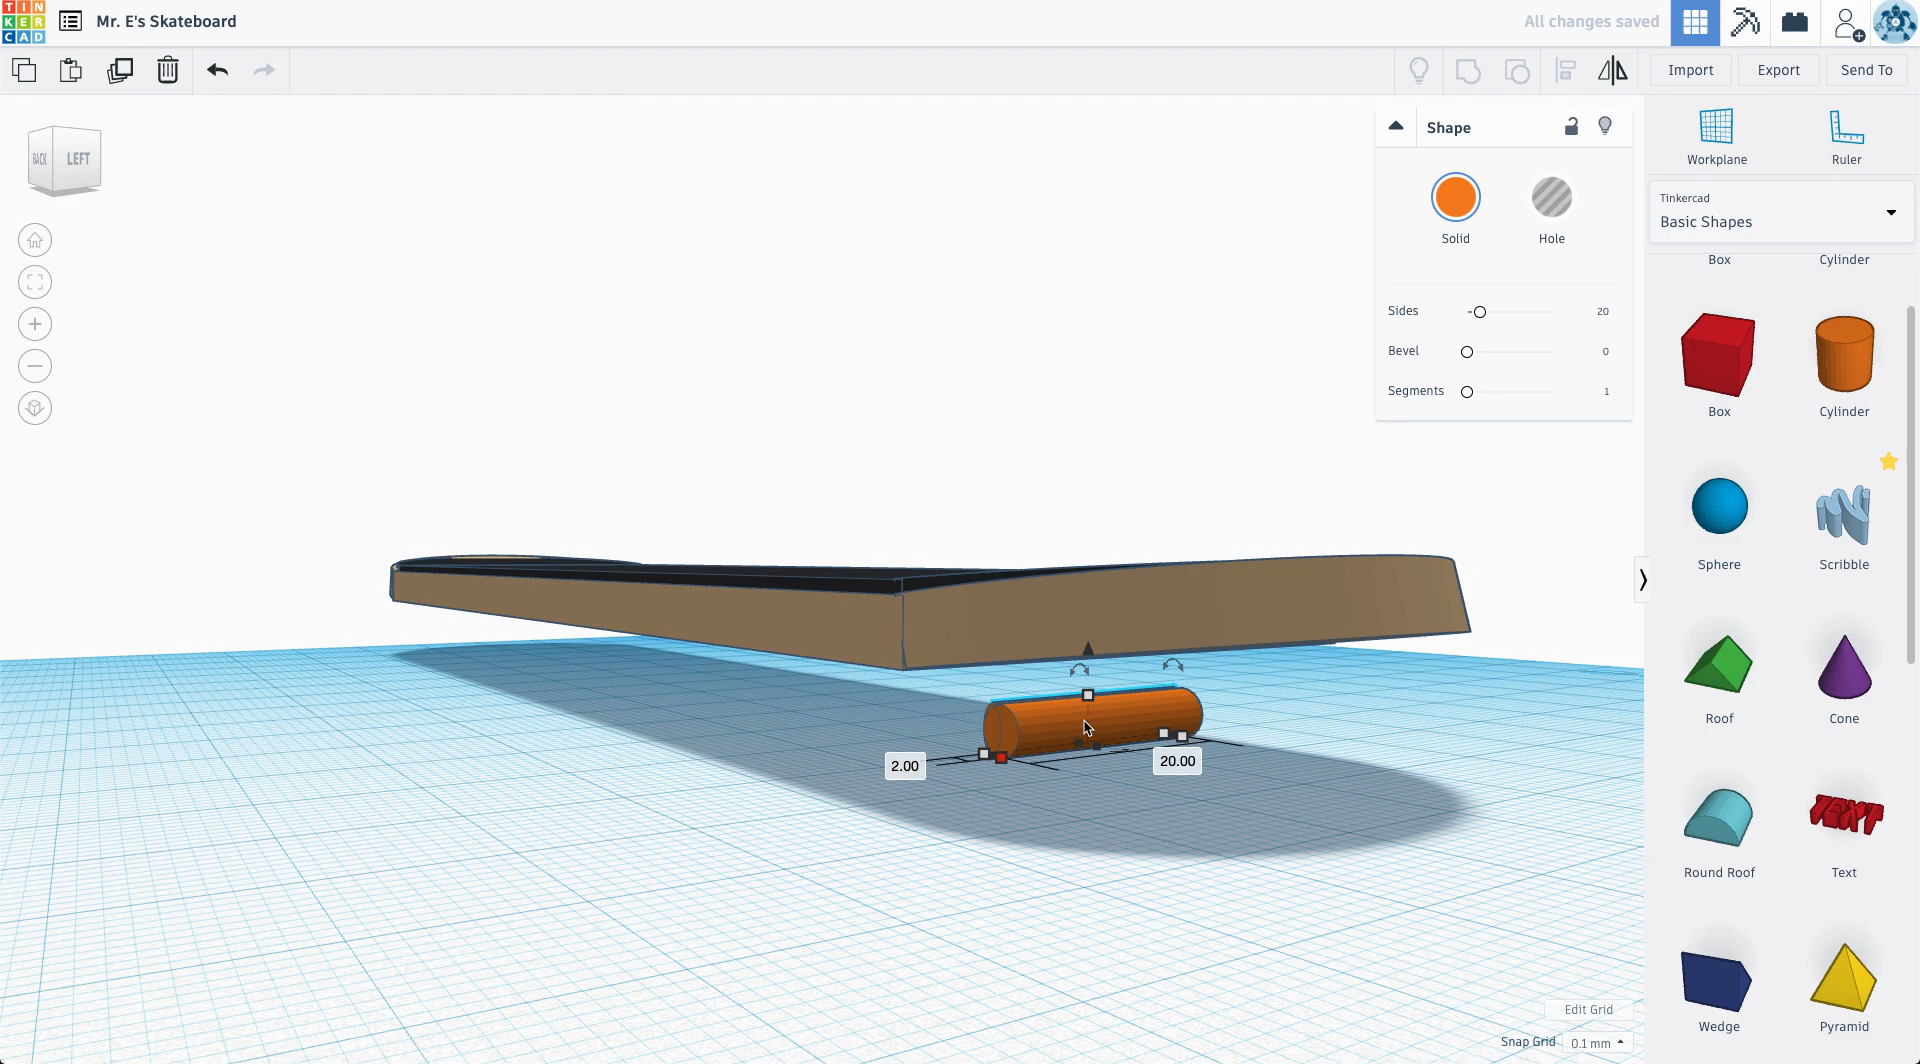 TIN
KER
CAD
Mr. E's Skateboard
All changes saved
Import
Export
Send To
BACK
LEFT
Shape
Solid
Hole
Sides
20
Bevel
0
Segments
1
Workplane
Ruler
Tinkercad
Basic Shapes
Box
Cylinder
Box
Cylinder
Sphere
Scribble
Roof
Cone
TEXT
Round Roof
Text
Wedge
Pyramid
2.00
20.00
Edit Grid
Snap Grid
0.1 mm